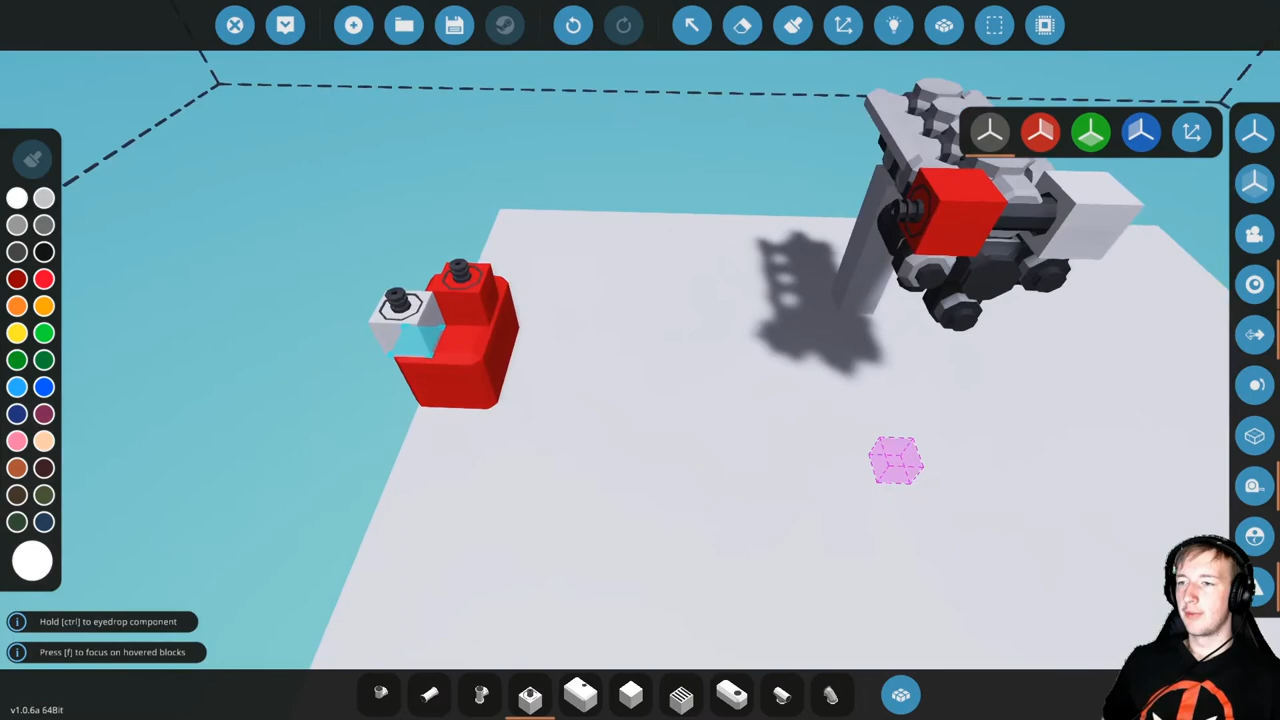 Hold [ctrl] to eyedrop component
Press [f] to focus on hovered blocks
v1.0.6a 64Bit